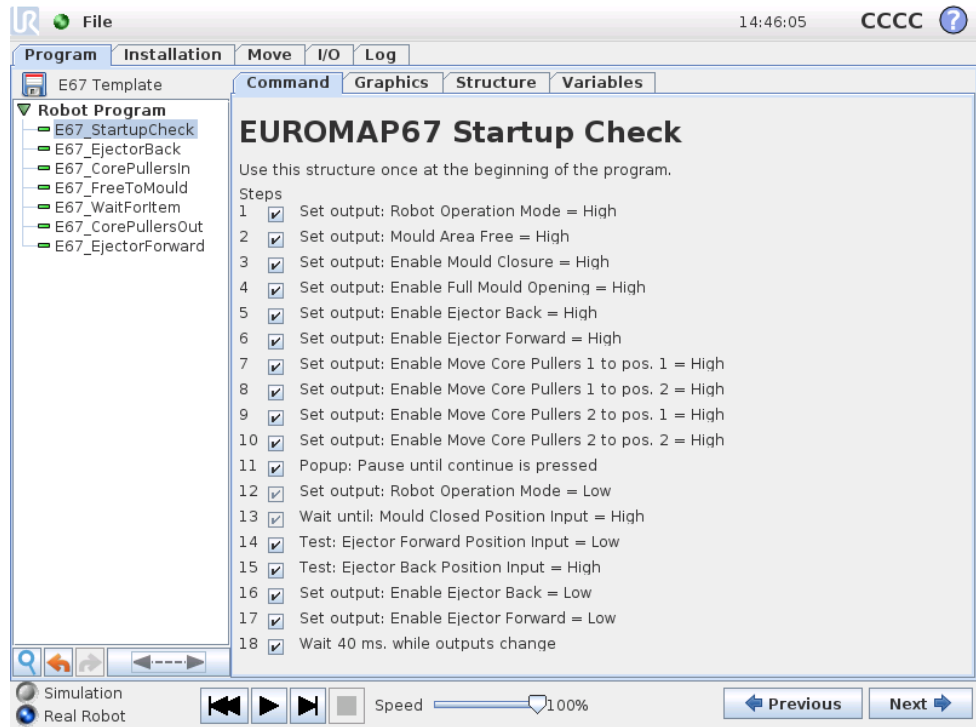 UR File 14:46:05 CCCC ?
Program Installation Move I/O Log
E67 Template
Command Graphics Structure Variables
Robot Program
E67_StartupCheck
E67_EjectorBack
E67_CorePullersIn
E67_FreeToMould
E67_WaitForItem
E67_CorePullersOut
E67_EjectorForward
EUROMAP67 Startup Check
Use this structure once at the beginning of the program.
Steps
1 Set output: Robot Operation Mode = High
2 Set output: Mould Area Free = High
3 Set output: Enable Mould Closure = High
4 Set output: Enable Full Mould Opening = High
5 Set output: Enable Ejector Back = High
6 Set output: Enable Ejector Forward = High
7 Set output: Enable Move Core Pullers 1 to pos. 1 = High
8 Set output: Enable Move Core Pullers 1 to pos. 2 = High
9 Set output: Enable Move Core Pullers 2 to pos. 1 = High
10 Set output: Enable Move Core Pullers 2 to pos. 2 = High
11 Popup: Pause until continue is pressed
12 Set output: Robot Operation Mode = Low
13 Wait until: Mould Closed Position Input = High
14 Test: Ejector Forward Position Input = Low
15 Test: Ejector Back Position Input = High
16 Set output: Enable Ejector Back = Low
17 Set output: Enable Ejector Forward = Low
18 Wait 40 ms. while outputs change
Simulation
Real Robot
Speed 100%
Previous Next